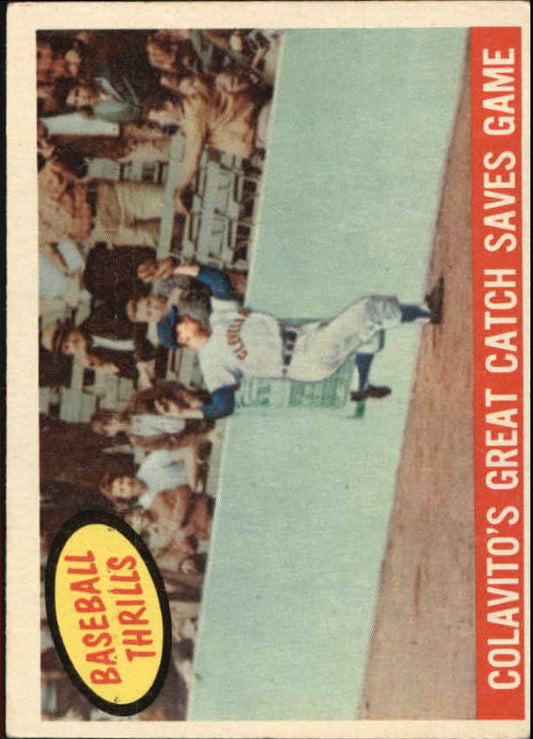 BASEBALL
THRILLS
COLAVITO'S GREAT CATCH SAVES GAME